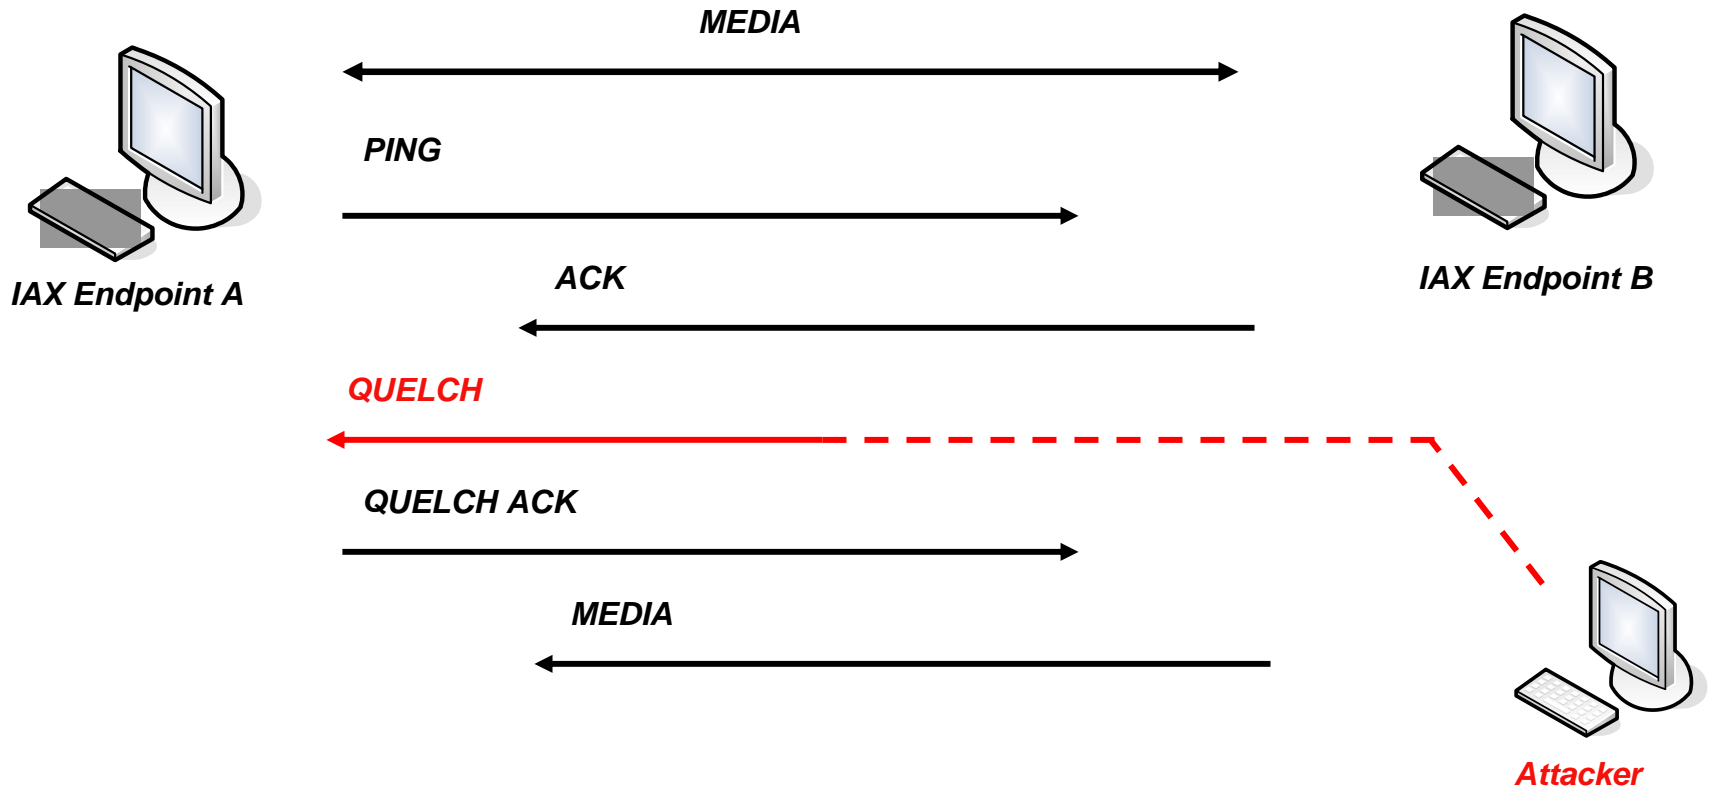 MEDIA
PING
ACK
IAX Endpoint A
IAX Endpoint B
QUELCH
QUELCH ACK
MEDIA
Attacker